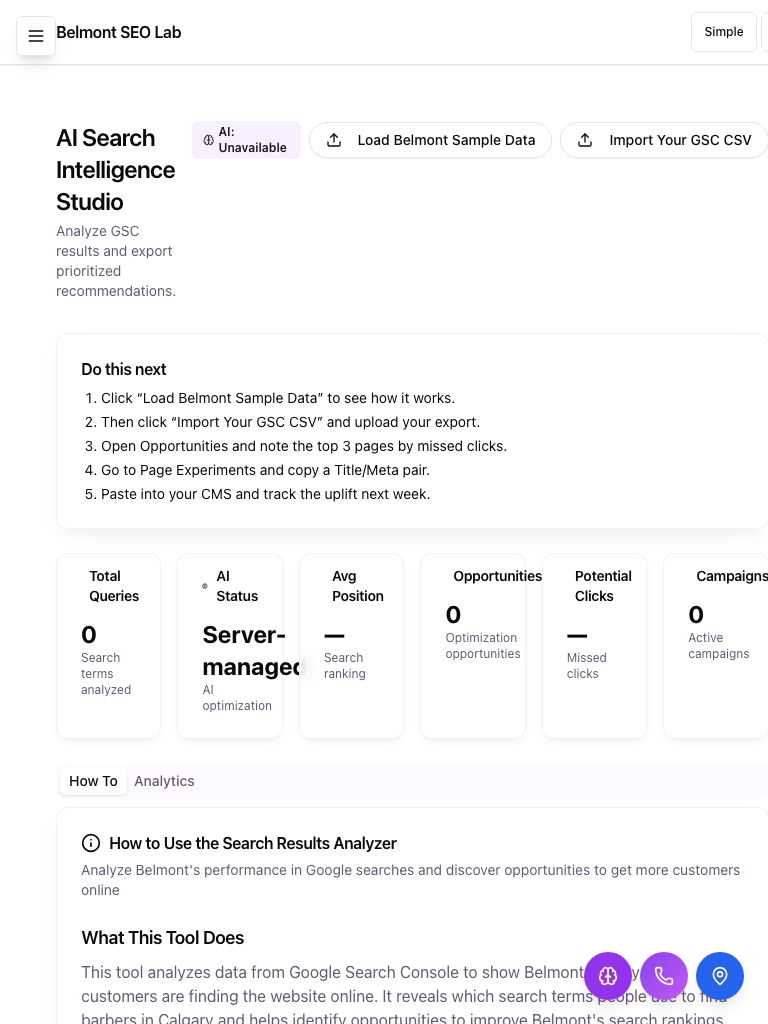 Belmont SEO Lab
Simple
AI Search
Intelligence
Studio
Analyze GSC
results and export
prioritized
recommendations.
AI:
Unavailable
Load Belmont Sample Data
Import Your GSC CSV
Do this next
1. Click “Load Belmont Sample Data” to see how it works.
2. Then click “Import Your GSC CSV” and upload your export.
3. Open Opportunities and note the top 3 pages by missed clicks.
4. Go to Page Experiments and copy a Title/Meta pair.
5. Paste into your CMS and track the uplift next week.
Total
Queries
0
Search
terms
analyzed
AI
Status
Server-
managed
AI
optimization
Avg
Position
—
Search
ranking
Opportunities
0
Optimization
opportunities
Potential
Clicks
—
Missed
clicks
Campaigns
0
Active
campaigns
How To
Analytics
How to Use the Search Results Analyzer
Analyze Belmont's performance in Google searches and discover opportunities to get more customers
online
What This Tool Does
This tool analyzes data from Google Search Console to show Belmont
customers are finding the website online. It reveals which search terms people use to find
barbers in Calgary and helps identify opportunities to improve Belmont's search rankings.